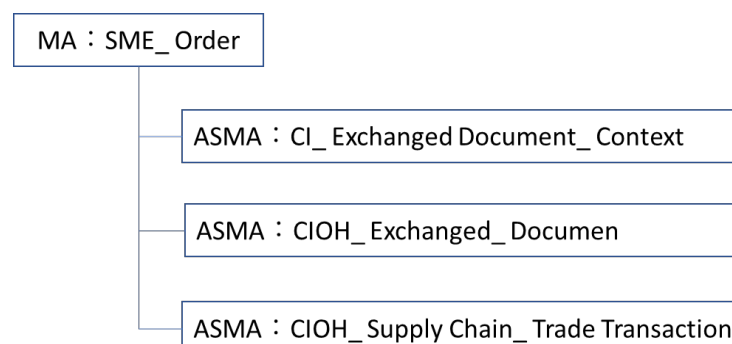 MA：SME_ Order
ASMA：CI_ Exchanged Document_ Context
ASMA：CIOH_ Exchanged_ Documen
ASMA：CIOH_ Supply Chain_ Trade Transaction